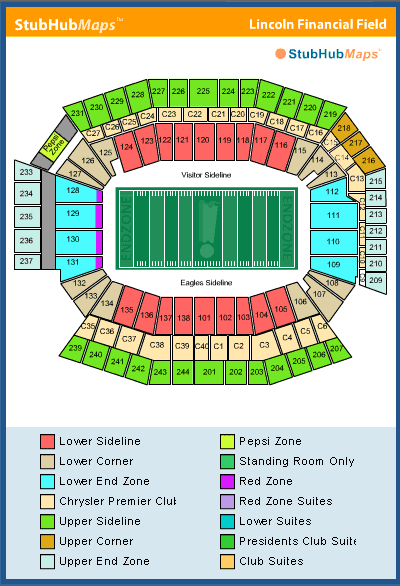 StubHubMaps™ Lincoln Financial Field
StubHubMaps™
228 227 226 225 224 223 222
229 221
230 220
231 219
C24 C23 C22 C21 C20 C19
C25 C18
C26 C17
C27 C16
C15
C14
C13
218
217
216
Pepsi
Zone
124 123 122 121 120 119 118 117 116
125 115
126 114
127 113
233
234
235
236
237
128
129
130
131
112
111
110
109
215
214
213
212
211
210
209
Visitor Sideline
ENDZONE
ENDZONE
Eagles Sideline
132 133 134 135 136 137 138 101 102 103 104 105 106 107
C35 C36 C37 C38 C39 C40 C1 C2 C3 C4 C5 C6
239 240 241 242 243 244 201 202 203 204 205 206 207
Lower Sideline
Lower Corner
Lower End Zone
Chrysler Premier Club
Upper Sideline
Upper Corner
Upper End Zone
Pepsi Zone
Standing Room Only
Red Zone
Red Zone Suites
Lower Suites
Presidents Club Suite
Club Suites